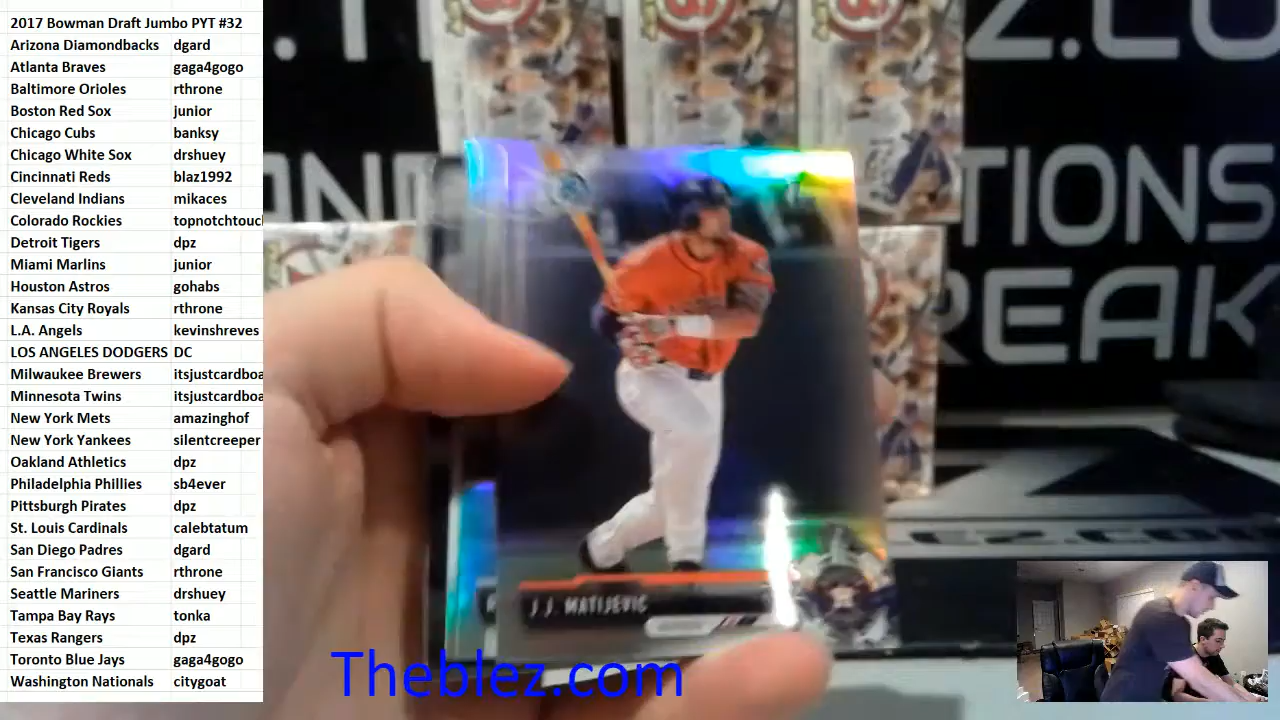 2017 Bowman Draft Jumbo PYT #32
Arizona Diamondbacks dgard
Atlanta Braves gaga4gogo
Baltimore Orioles rthrone
Boston Red Sox junior
Chicago Cubs banksy
Chicago White Sox drshuey
Cincinnati Reds blaz1992
Cleveland Indians mikaces
Colorado Rockies topnotchtouc
Detroit Tigers dpz
Miami Marlins junior
Houston Astros gohabs
Kansas City Royals rthrone
L.A. Angels kevinshreves
LOS ANGELES DODGERS DC
Milwaukee Brewers itsjustcardboa
Minnesota Twins itsjustcardboa
New York Mets amazinghof
New York Yankees silentcreeper
Oakland Athletics dpz
Philadelphia Phillies sb4ever
Pittsburgh Pirates dpz
St. Louis Cardinals calebtatum
San Diego Padres dgard
San Francisco Giants rthrone
Seattle Mariners drshuey
Tampa Bay Rays tonka
Texas Rangers dpz
Toronto Blue Jays gaga4gogo
Washington Nationals citygoat
J. J. MATIJEVIC
Theblez.com